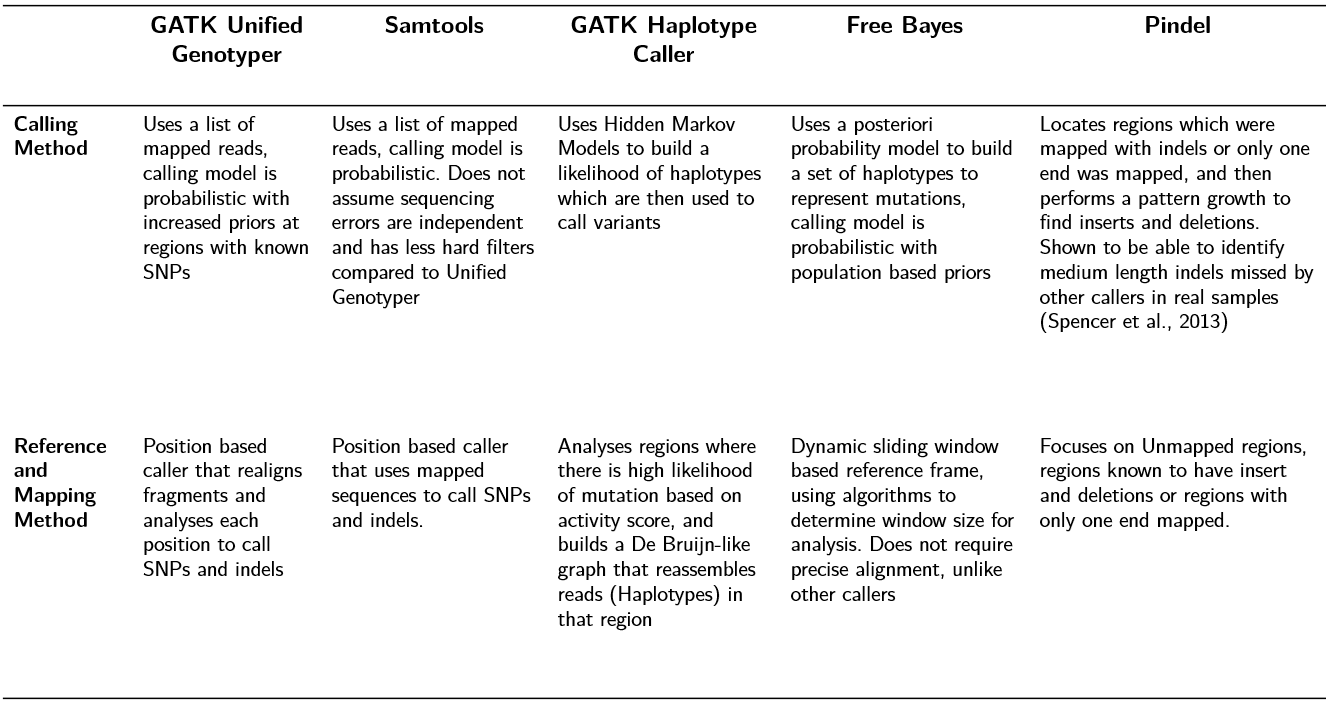 GATK Unified
Genotyper
Samtools
GATK Haplotype
Caller
Free Bayes
Pindel
Calling
Method
Uses a list of
mapped reads,
calling model is
probabilistic with
increased priors at
regions with known
SNPs
Uses a list of mapped
reads, calling model is
probabilistic. Does not
assume sequencing
errors are independent
and has less hard filters
compared to Unified
Genotyper
Uses Hidden Markov
Models to build a
likelihood of haplotypes
which are then used to
call variants
Uses a posteriori
probability model to build
a set of haplotypes to
represent mutations,
calling model is
probabilistic with
population based priors
Locates regions which were
mapped with indels or only one
end was mapped, and then
performs a pattern growth to
find inserts and deletions.
Shown to be able to identify
medium length indels missed by
other callers in real samples
(Spencer et al., 2013)
Reference
and
Mapping
Method
Position based
caller that realigns
fragments and
analyses each
position to call
SNPs and indels
Position based caller
that uses mapped
sequences to call SNPs
and indels.
Analyses regions where
there is high likelihood
of mutation based on
activity score, and
builds a De Bruijn-like
graph that reassembles
reads (Haplotypes) in
that region
Dynamic sliding window
based reference frame,
using algorithms to
determine window size for
analysis. Does not require
precise alignment, unlike
other callers
Focuses on Unmapped regions,
regions known to have insert
and deletions or regions with
only one end mapped.